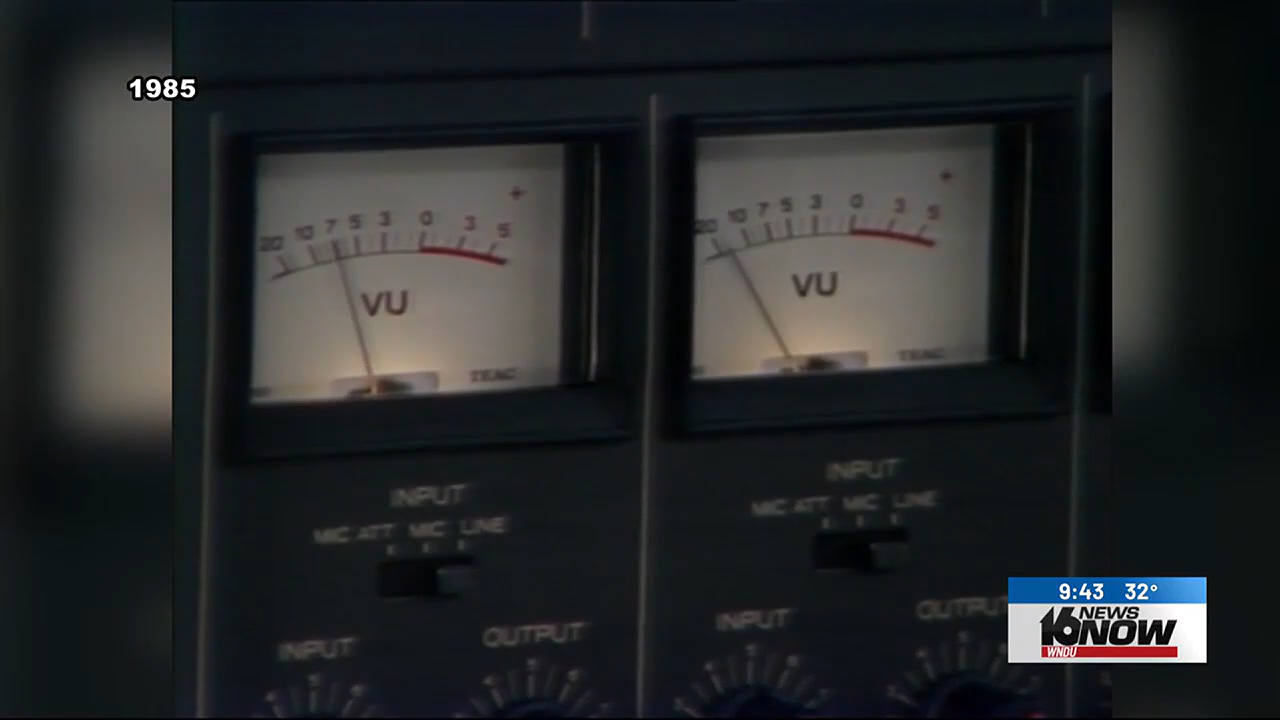 1985
+
20 10 7 5 3 0 3 5
VU
TEAC
INPUT
MIC ATT MIC LINE
INPUT
OUTPUT
+
20 10 7 5 3 0 3 5
VU
TEAC
INPUT
MIC ATT MIC LINE
INPUT
OUTPUT
9:43 32°
16 NEWS
NOW
WNDU